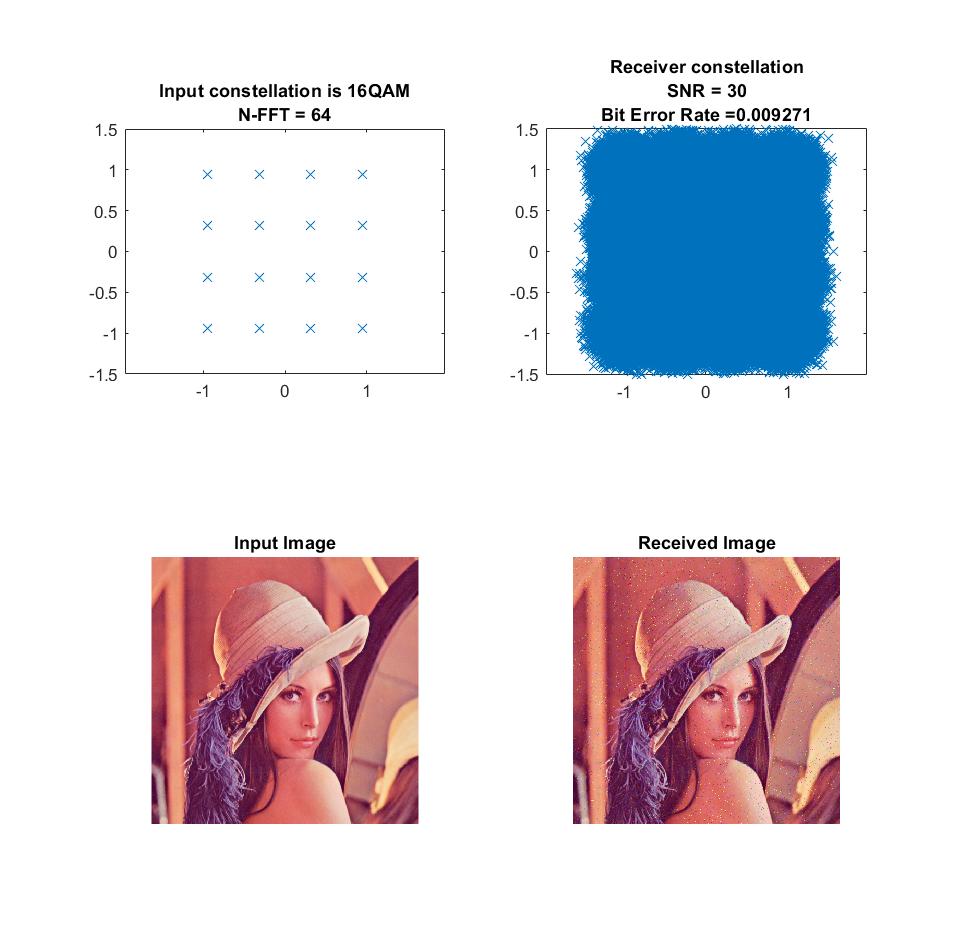 Input constellation is 16QAM
N-FFT = 64
1.5
1
0.5
0
-0.5
-1
-1.5
-1 0 1
Receiver constellation
SNR = 30
Bit Error Rate =0.009271
1.5
1
0.5
0
-0.5
-1
-1.5
-1 0 1
Input Image
Received Image